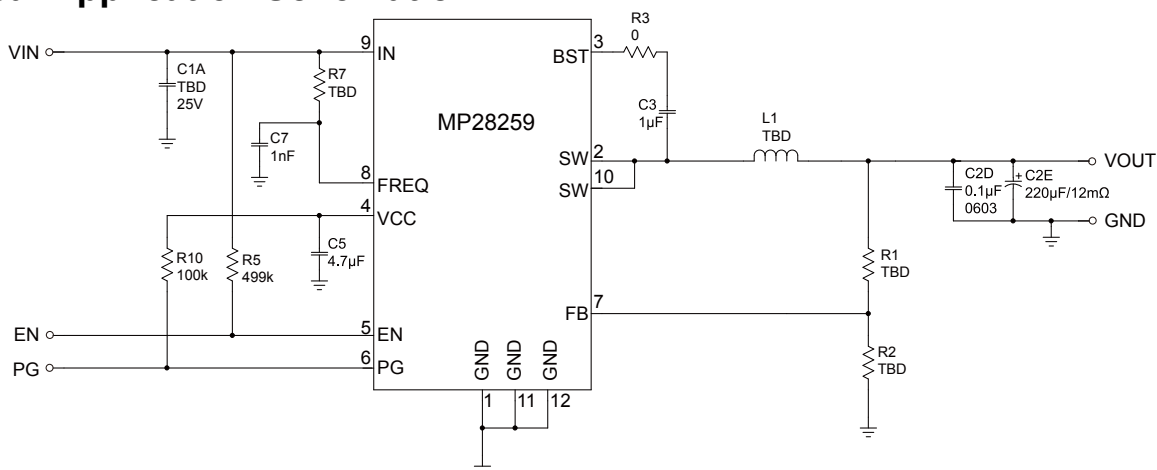 VIN
C1A
TBD
25V
R7
TBD
C7
1nF
9
IN
8
FREQ
4
VCC
C5
4.7µF
R10
100k
R5
499k
EN
5
EN
PG
6
PG
MP28259
GND
GND
GND
1
11
12
BST
3
R3
0
C3
1µF
SW
2
SW
10
L1
TBD
VOUT
C2D
0.1µF
0603
+
C2E
220µF/12mΩ
GND
R1
TBD
FB
7
R2
TBD